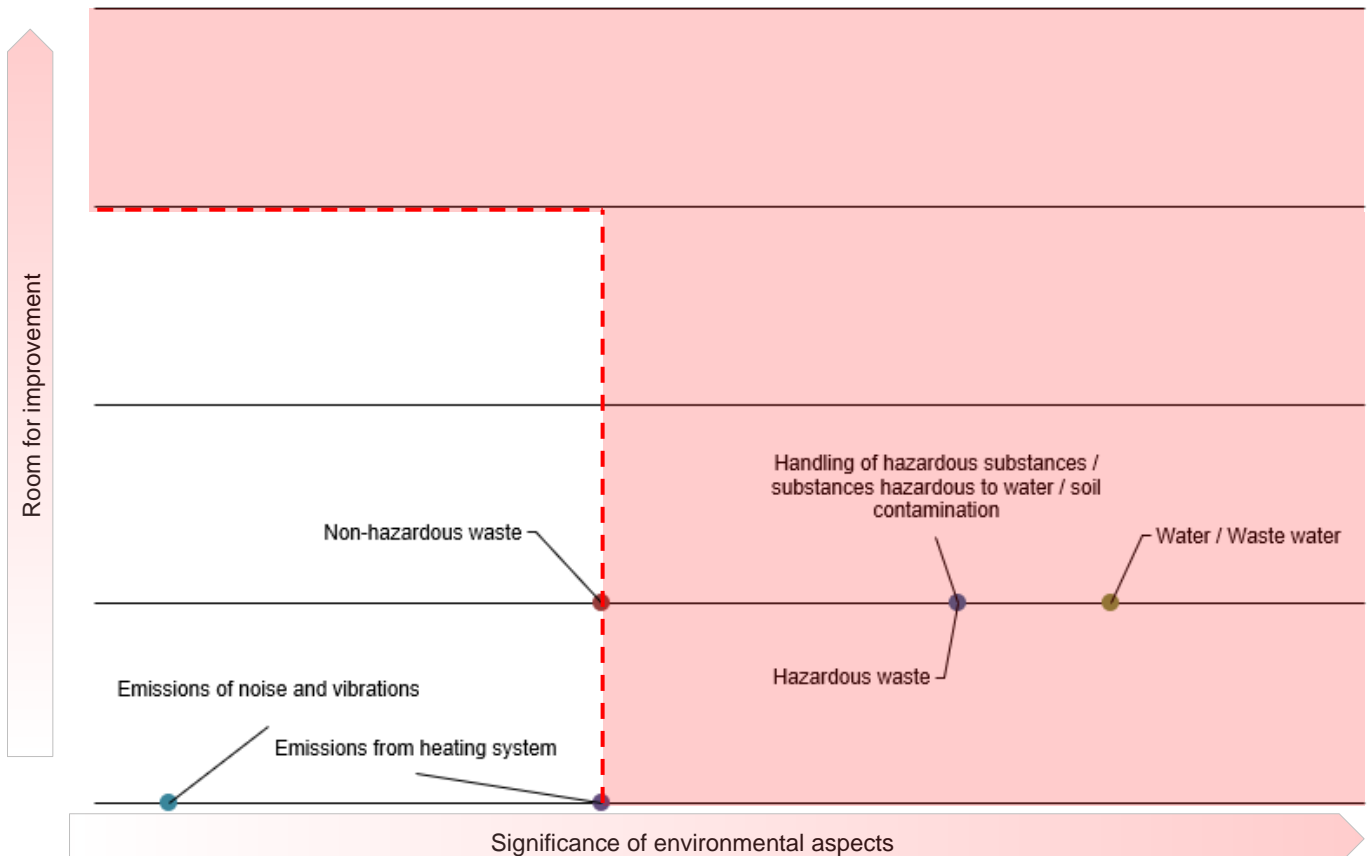 Room for improvement
Handling of hazardous substances /
substances hazardous to water / soil
contamination
Non-hazardous waste
Water / Waste water
Hazardous waste
Emissions of noise and vibrations
Emissions from heating system
Significance of environmental aspects